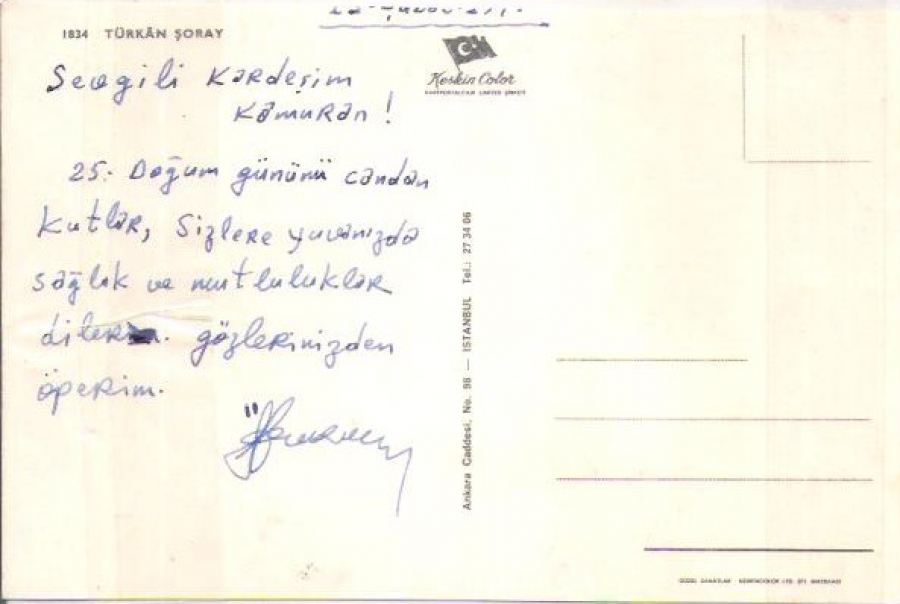 1834 TÜRKÂN ŞORAY
Sevgili Kardeşim
Kamuran!
25. Doğum gününü candan
Kutlar, Sizlere yuvanızda
sağlık ve mutluluklar
dilerim. gözlerinizden
öperim.
Keskin Color
Ankara Caddesi, No. 98 — İSTANBUL Tel.: 27 34 06